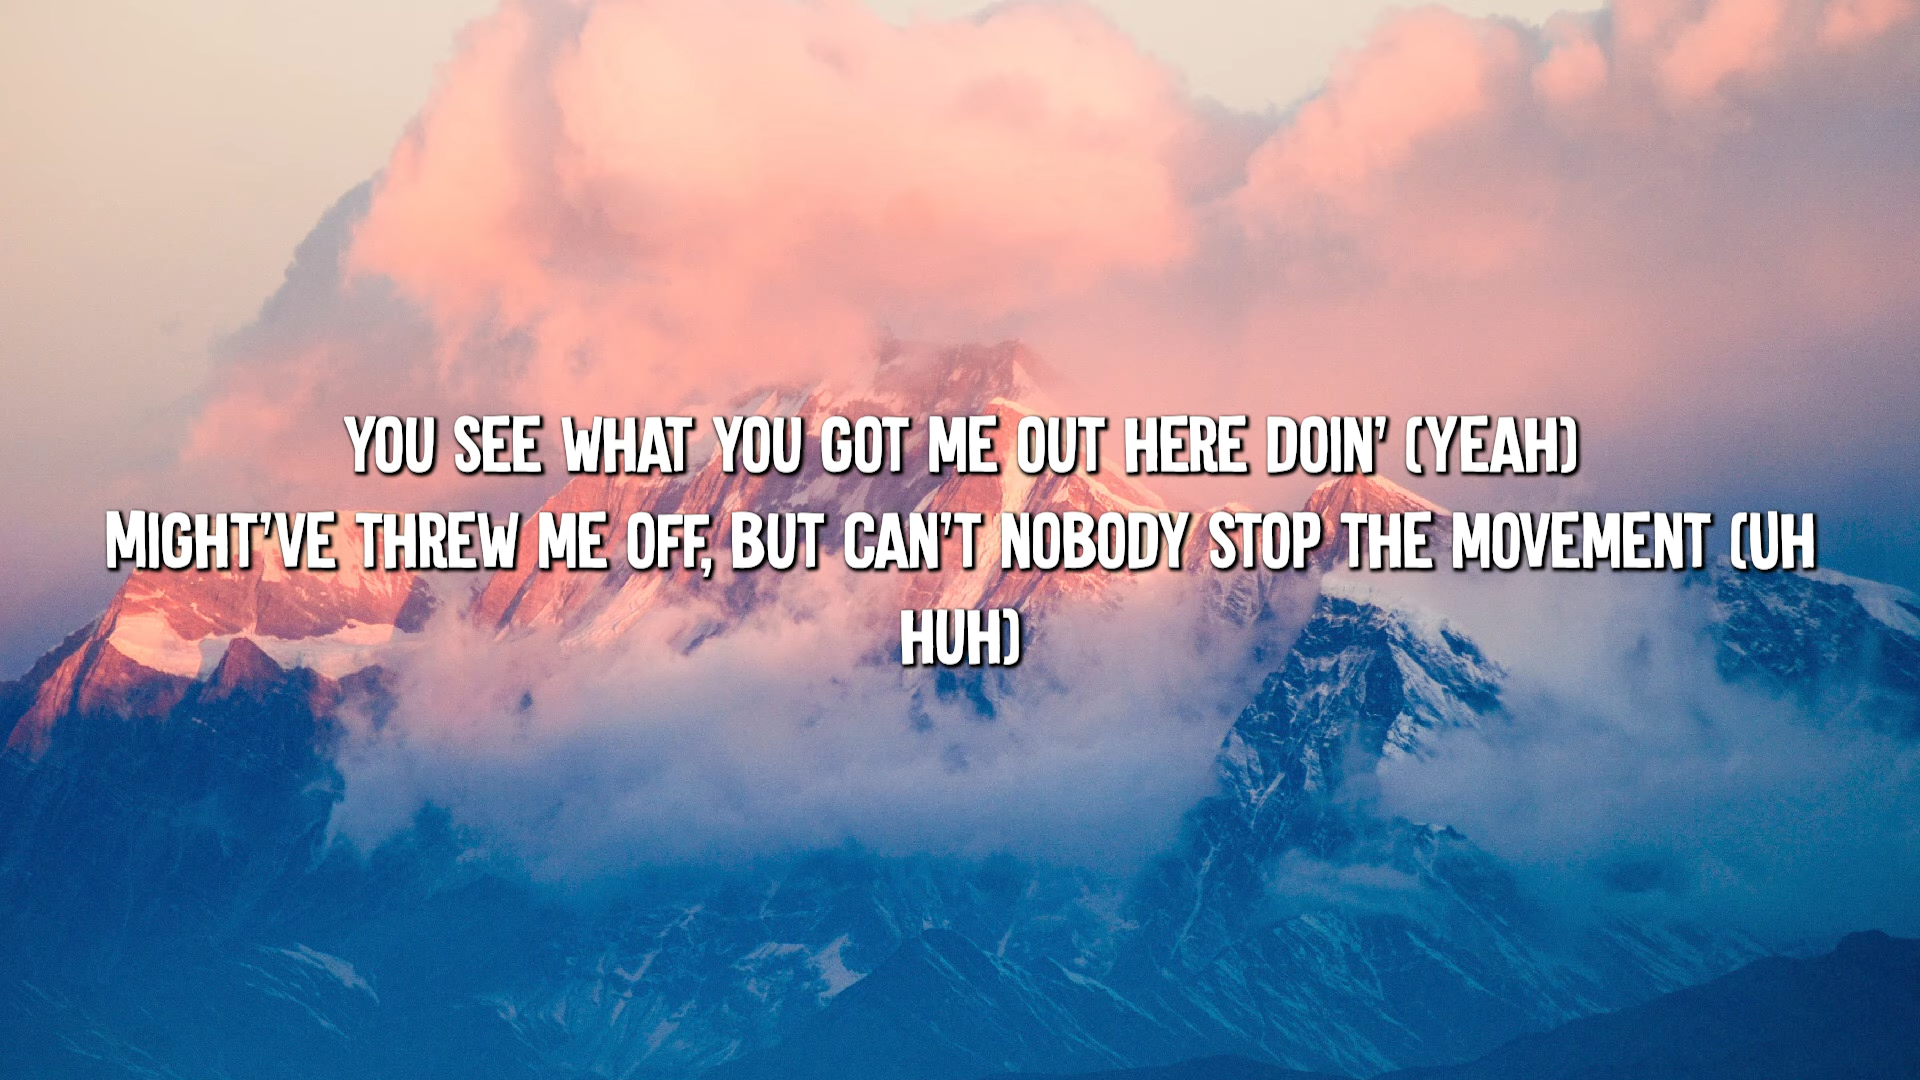 YOU SEE WHAT YOU GOT ME OUT HERE DOIN' (YEAH)
MIGHT'VE THREW ME OFF, BUT CAN'T NOBODY STOP THE MOVEMENT (UH
HUH)